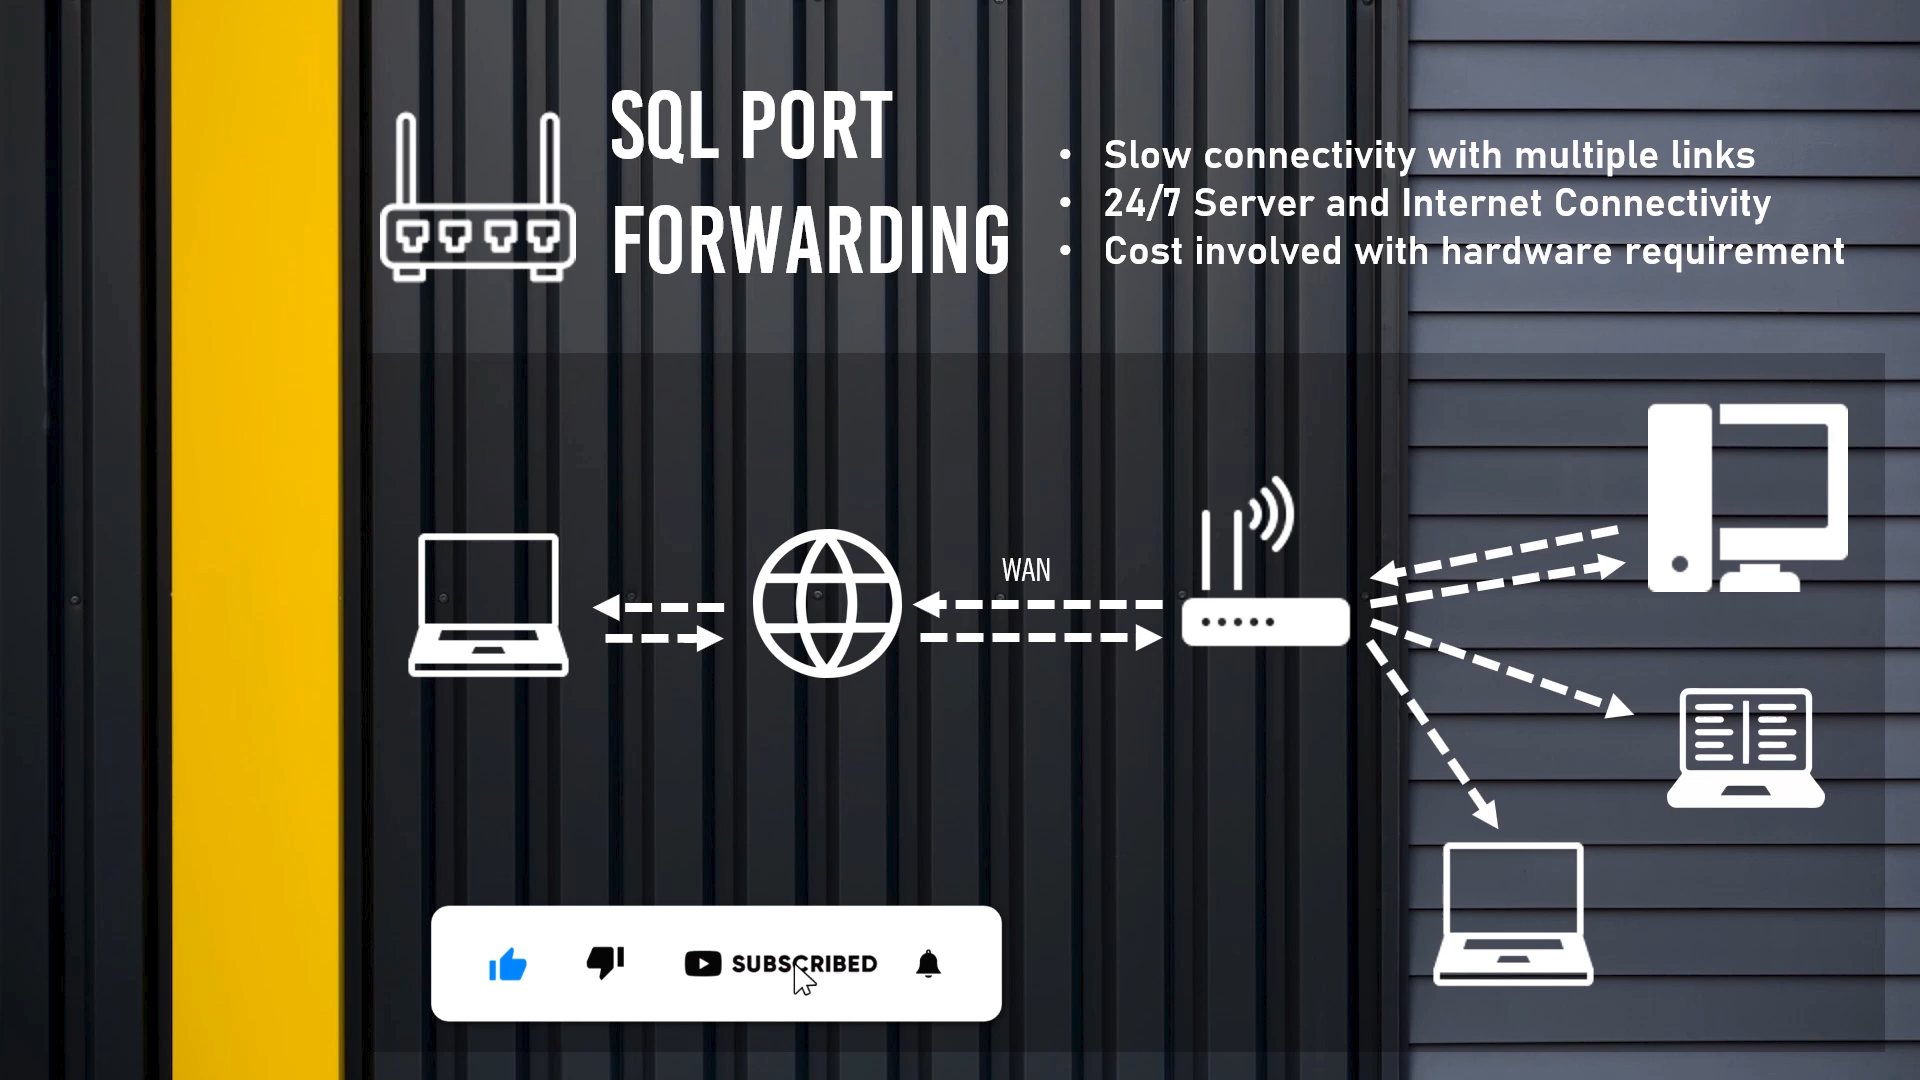 SQL PORT
FORWARDING
• Slow connectivity with multiple links
• 24/7 Server and Internet Connectivity
• Cost involved with hardware requirement
WAN
SUBSCRIBED